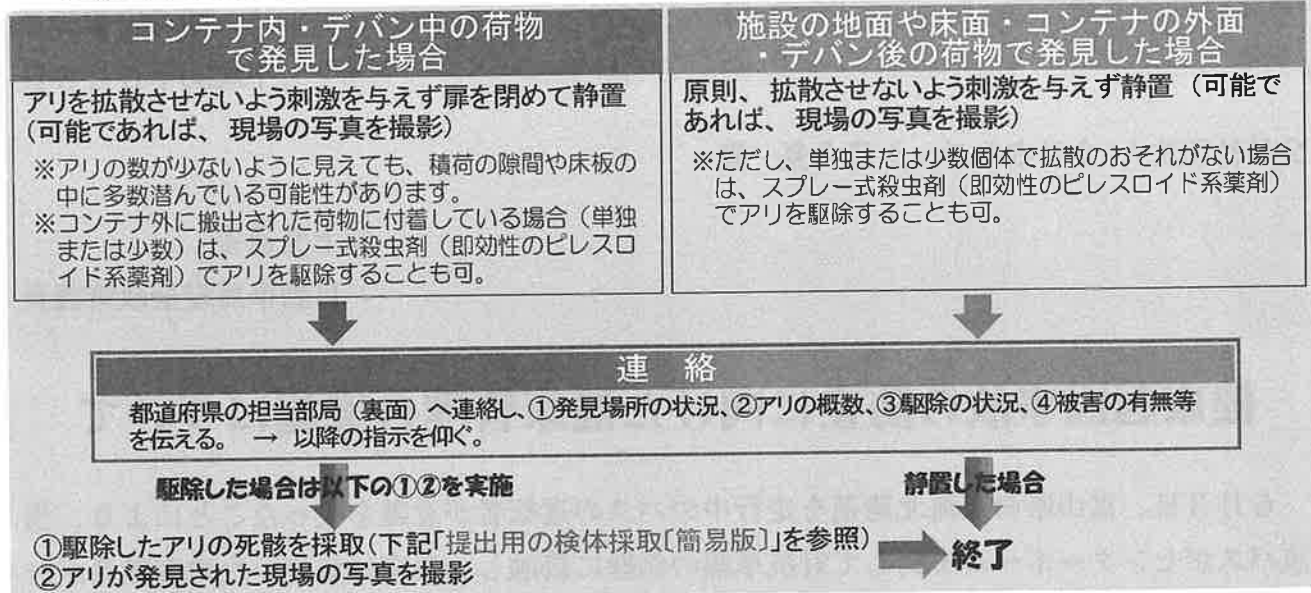 コンテナ内・デバン中の荷物
で発見した場合
アリを拡散させないよう刺激を与えず扉を閉めて静置
(可能であれば、現場の写真を撮影)
※アリの数が少ないように見えても、積荷の隙間や床板の
中に多数潜んでいる可能性があります。
※コンテナ外に搬出された荷物に付着している場合(単独
または少数)は、スプレー式殺虫剤(即効性のピレスロ
イド系薬剤)でアリを駆除することも可。
施設の地面や床面・コンテナの外面
・デバン後の荷物で発見した場合
原則、拡散させないよう刺激を与えず静置(可能で
あれば、現場の写真を撮影)
※ただし、単独または少数個体で拡散のおそれがない場合
は、スプレー式殺虫剤(即効性のピレスロイド系薬剤)
でアリを駆除することも可。
連 絡
都道府県の担当部局(裏面)へ連絡し、①発見場所の状況、②アリの概数、③駆除の状況、④被害の有無等
を伝える。 → 以降の指示を仰ぐ。
駆除した場合は以下の①②を実施
静置した場合
①駆除したアリの死骸を採取(下記「提出用の検体採取〔簡易版〕」を参照)
②アリが発見された現場の写真を撮影
終了